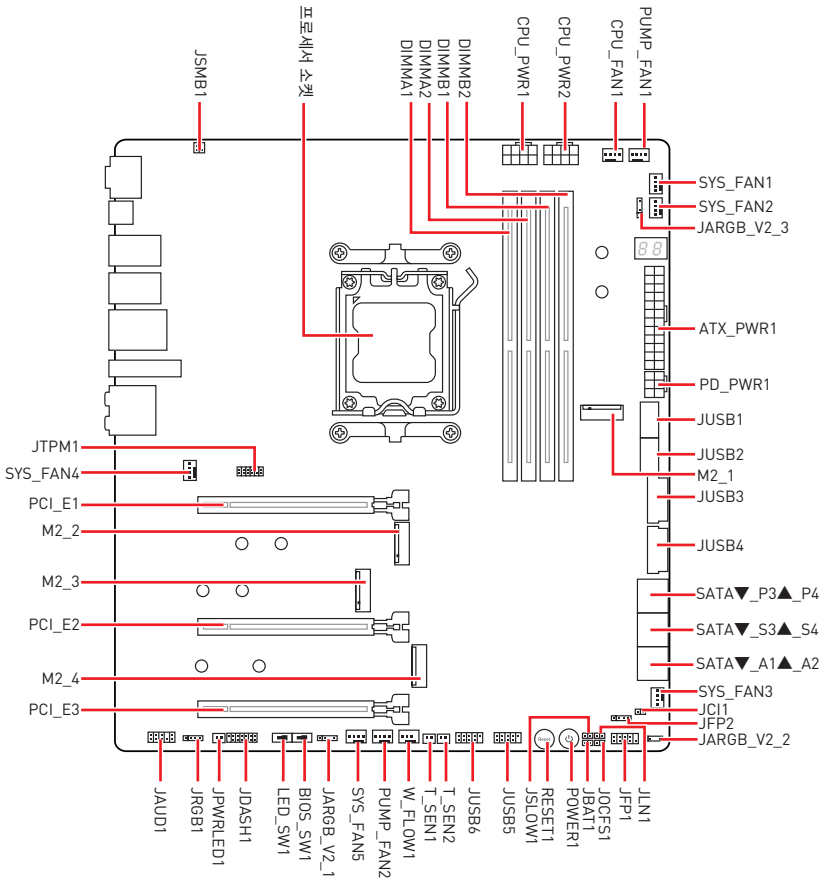 JSMB1
프로세서 소켓
DIMMA1
DIMMA2
DIMMB1
DIMMB2
CPU_PWR1
CPU_PWR2
CPU_FAN1
PUMP_FAN1
SYS_FAN1
SYS_FAN2
JARGB_V2_3
88
ATX_PWR1
PD_PWR1
JUSB1
JUSB2
M2_1
JUSB3
JUSB4
SATA▼_P3▲_P4
SATA▼_S3▲_S4
SATA▼_A1▲_A2
SYS_FAN3
JCI1
JFP2
JARGB_V2_2
JTPM1
SYS_FAN4
PCI_E1
M2_2
M2_3
PCI_E2
M2_4
PCI_E3
Reset
JAUD1
JRGB1
JPWRLED1
JDASH1
LED_SW1
BIOS_SW1
JARGB_V2_1
SYS_FAN5
PUMP_FAN2
W_FLOW1
T_SEN1
T_SEN2
JUSB6
JUSB5
JSLOW1
RESET1
POWER1
JBAT1
JOCFS1
JFP1
JLN1